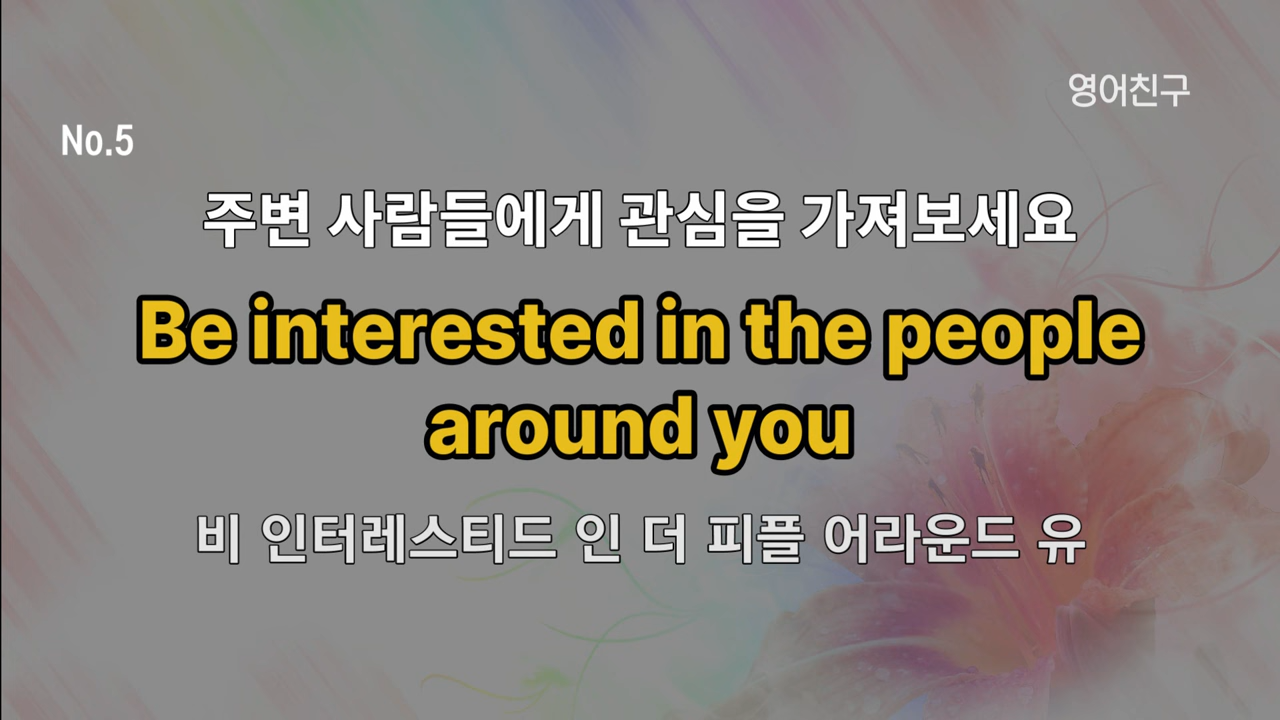 영어친구
No.5
주변 사람들에게 관심을 가져보세요
Be interested in the people
around you
비 인터레스티드 인 더 피플 어라운드 유